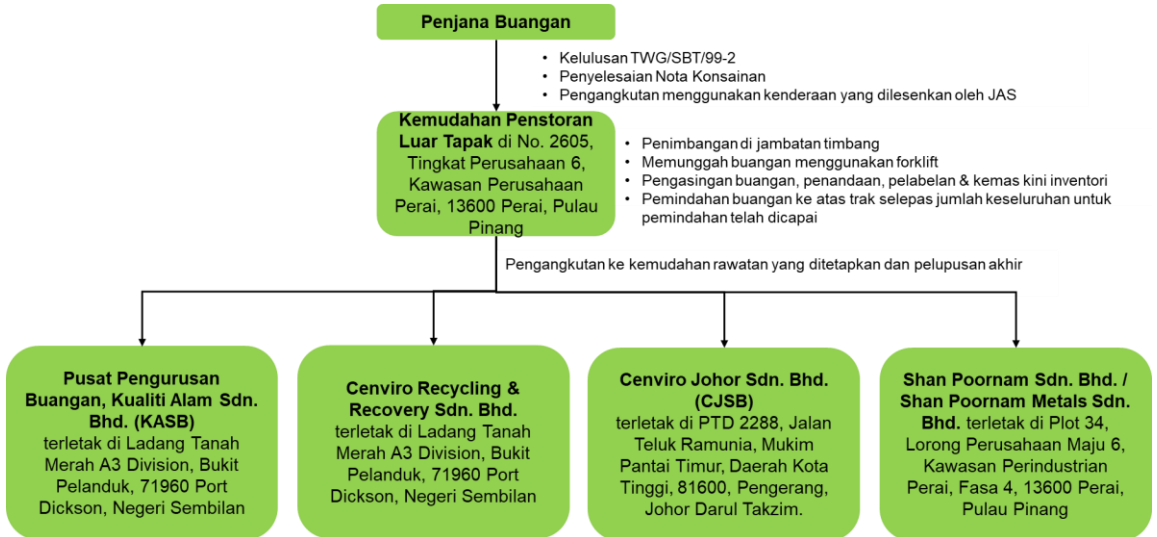 Penjana Buangan
• Kelulusan TWG/SBT/99-2
• Penyelesaian Nota Konsainan
• Pengangkutan menggunakan kenderaan yang dilesenkan oleh JAS
Kemudahan Penstoran
Luar Tapak di No. 2605,
Tingkat Perusahaan 6,
Kawasan Perusahaan
Perai, 13600 Perai, Pulau
Pinang
• Penimbangan di jambatan timbang
• Memunggah buangan menggunakan forklift
• Pengasingan buangan, penandaan, pelabelan & kemas kini inventori
• Pemindahan buangan ke atas trak selepas jumlah keseluruhan untuk
pemindahan telah dicapai
Pengangkutan ke kemudahan rawatan yang ditetapkan dan pelupusan akhir
Pusat Pengurusan
Buangan, Kualiti Alam Sdn.
Bhd. (KASB)
terletak di Ladang Tanah
Merah A3 Division, Bukit
Pelanduk, 71960 Port
Dickson, Negeri Sembilan
Cenviro Recycling &
Recovery Sdn. Bhd.
terletak di Ladang Tanah
Merah A3 Division, Bukit
Pelanduk, 71960 Port
Dickson, Negeri Sembilan
Cenviro Johor Sdn. Bhd.
(CJSB)
terletak di PTD 2288, Jalan
Teluk Ramunia, Mukim
Pantai Timur, Daerah Kota
Tinggi, 81600, Pengerang,
Johor Darul Takzim.
Shan Poornam Sdn. Bhd. /
Shan Poornam Metals Sdn.
Bhd. terletak di Plot 34,
Lorong Perusahaan Maju 6,
Kawasan Perindustrian
Perai, Fasa 4, 13600 Perai,
Pulau Pinang